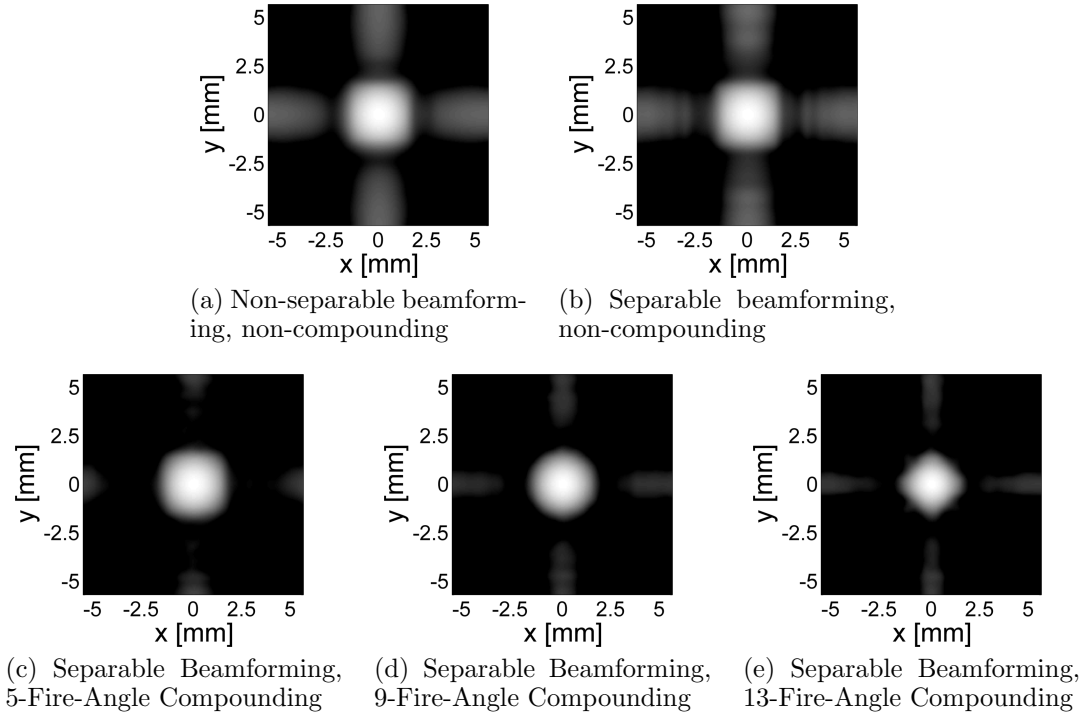 5
2.5
0
-2.5
-5
y [mm]
-5 -2.5 0 2.5 5
x [mm]
(a) Non-separable beamform-
ing, non-compounding
5
2.5
0
-2.5
-5
y [mm]
-5 -2.5 0 2.5 5
x [mm]
(b) Separable beamforming,
non-compounding
5
2.5
0
-2.5
-5
y [mm]
-5 -2.5 0 2.5 5
x [mm]
(c) Separable Beamforming,
5-Fire-Angle Compounding
5
2.5
0
-2.5
-5
y [mm]
-5 -2.5 0 2.5 5
x [mm]
(d) Separable Beamforming,
9-Fire-Angle Compounding
5
2.5
0
-2.5
-5
y [mm]
-5 -2.5 0 2.5 5
x [mm]
(e) Separable Beamforming,
13-Fire-Angle Compounding